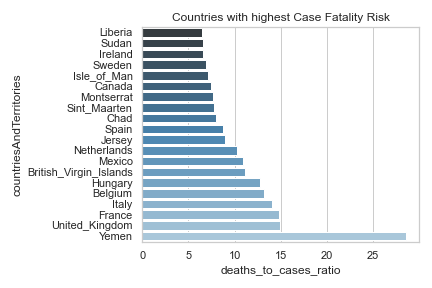 Countries with highest Case Fatality Risk
countriesAndTerritories
Liberia
Sudan
Ireland
Sweden
Isle_of_Man
Canada
Montserrat
Sint_Maarten
Chad
Spain
Jersey
Netherlands
Mexico
British_Virgin_Islands
Hungary
Belgium
Italy
France
United_Kingdom
Yemen
0 5 10 15 20 25
deaths_to_cases_ratio